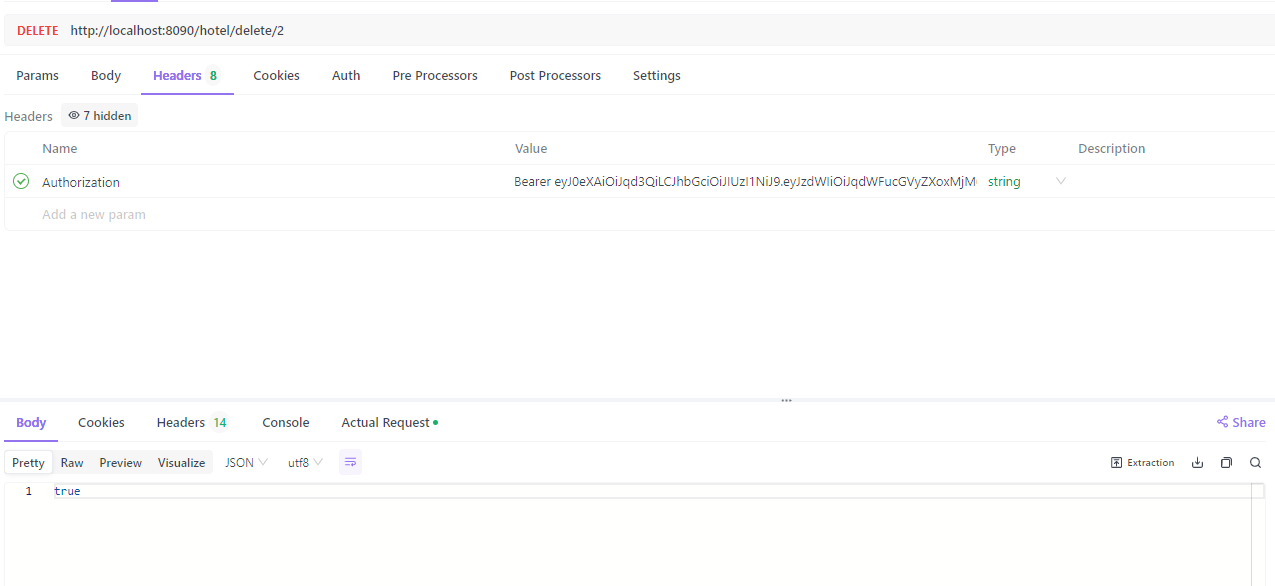 DELETE http://localhost:8090/hotel/delete/2
Params Body Headers 8 Cookies Auth Pre Processors Post Processors Settings
Headers 7 hidden
Name Value Type Description
Authorization Bearer eyJ0eXAiOiJqd3QiLCJhbGciOiJIUzI1NiJ9.eyJzdWIiOiJqdWFucGVyZXoxMjM string
Add a new param
Body Cookies Headers 14 Console Actual Request Share
Pretty Raw Preview Visualize JSON utf8 Extraction
1 true